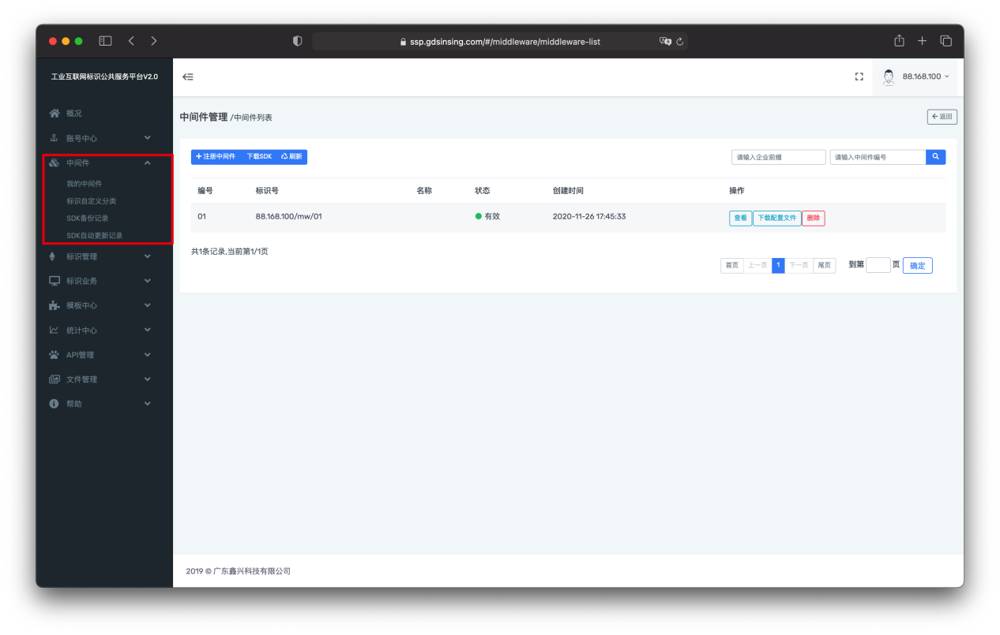 ssp.gdsinsing.com/#/middleware/middleware-list
工业互联网标识公共服务平台V2.0
88.168.100
概况
账号中心
中间件
我的中间件
标识自定义分类
SDK备份记录
SDK自动更新记录
标识管理
标识业务
模板中心
统计中心
API管理
文件管理
帮助
中间件管理 /中间件列表
返回
注册中间件 下载SDK 刷新
请输入企业前缀 请输入中间件编号
编号 标识号 名称 状态 创建时间 操作
01 88.168.100/mw/01 有效 2020-11-26 17:45:33 查看 下载配置文件 删除
共1条记录,当前第1/1页
首页 上一页 1 下一页 尾页 到第 页 确定
2019 © 广东鑫兴科技有限公司